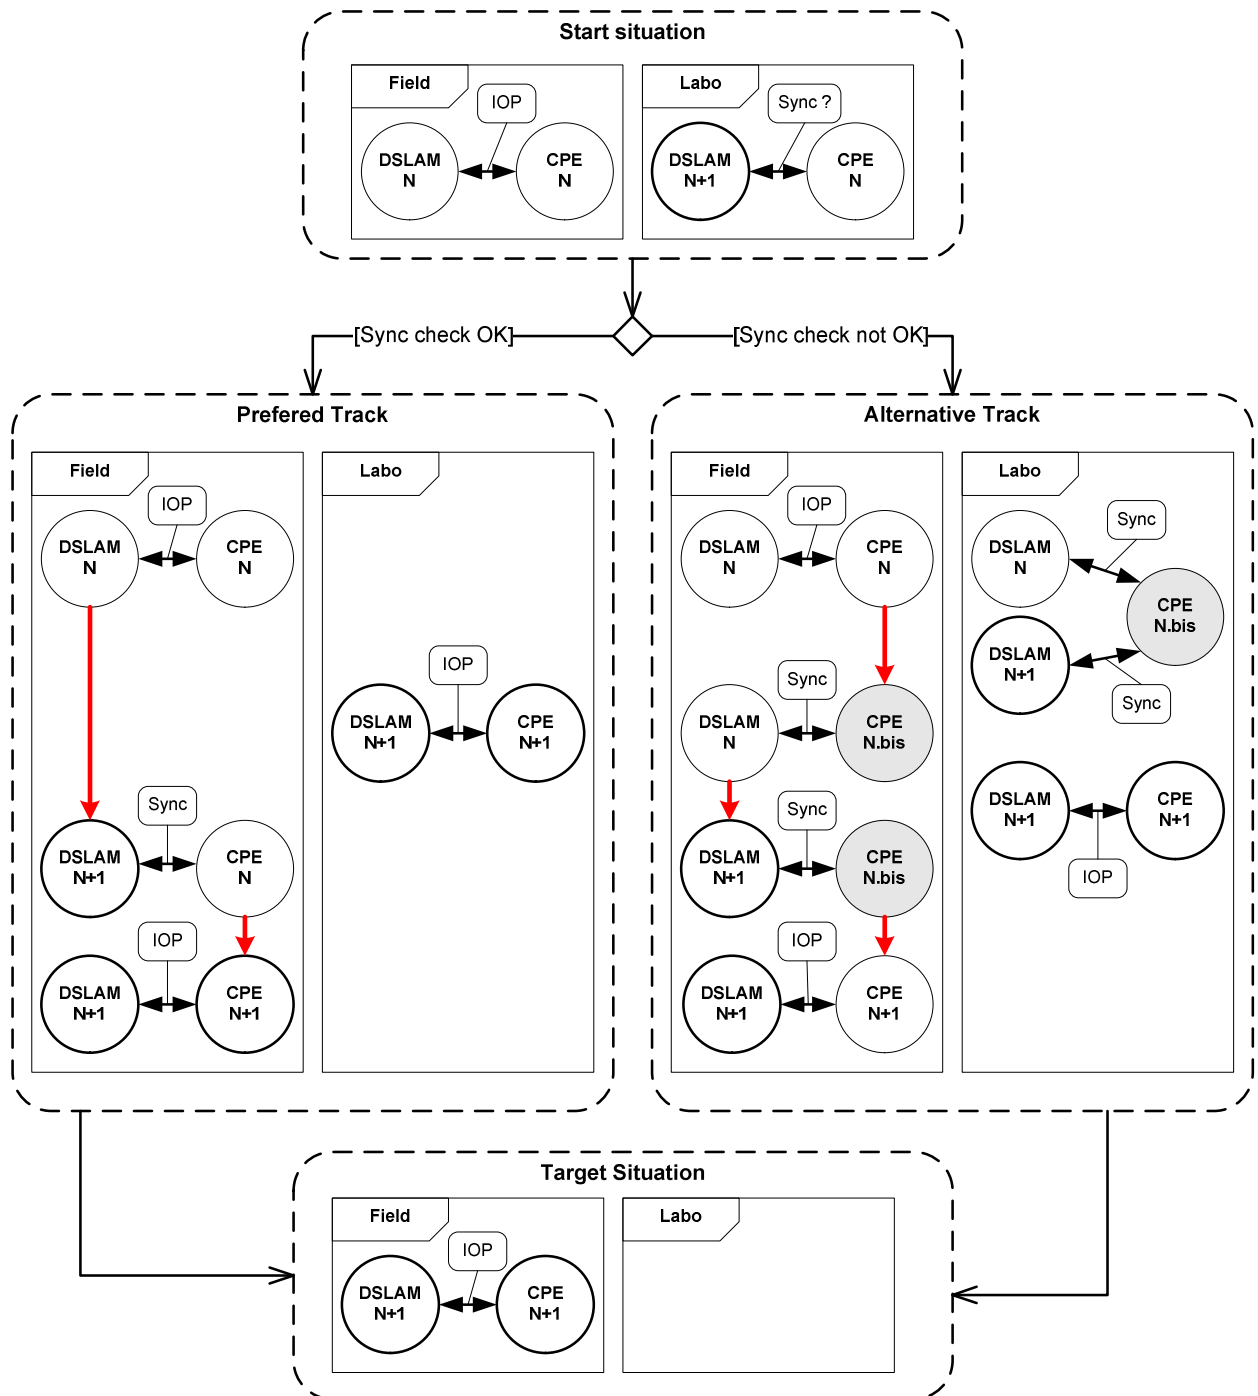 Start situation
Field
IOP
DSLAM
N
CPE
N
Labo
Sync ?
DSLAM
N+1
CPE
N
[Sync check OK]
[Sync check not OK]
Prefered Track
Field
IOP
DSLAM
N
CPE
N
Sync
DSLAM
N+1
CPE
N
IOP
DSLAM
N+1
CPE
N+1
Labo
IOP
DSLAM
N+1
CPE
N+1
Alternative Track
Field
IOP
DSLAM
N
CPE
N
Sync
DSLAM
N
CPE
N.bis
Sync
DSLAM
N+1
CPE
N.bis
IOP
DSLAM
N+1
CPE
N+1
Labo
Sync
DSLAM
N
CPE
N.bis
DSLAM
N+1
Sync
DSLAM
N+1
CPE
N+1
IOP
Target Situation
Field
IOP
DSLAM
N+1
CPE
N+1
Labo